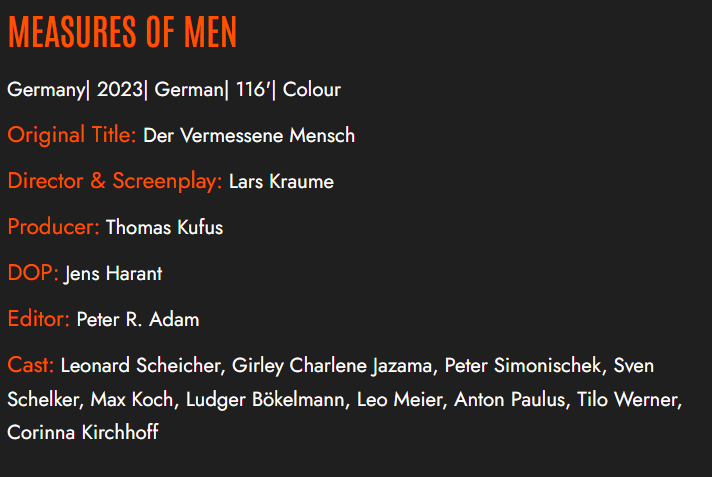 MEASURES OF MEN
Germany| 2023| German| 116'| Colour
Original Title: Der Vermessene Mensch
Director & Screenplay: Lars Kraume
Producer: Thomas Kufus
DOP: Jens Harant
Editor: Peter R. Adam
Cast: Leonard Scheicher, Girley Charlene Jazama, Peter Simonischek, Sven
Schelker, Max Koch, Ludger Bökelmann, Leo Meier, Anton Paulus, Tilo Werner,
Corinna Kirchhoff